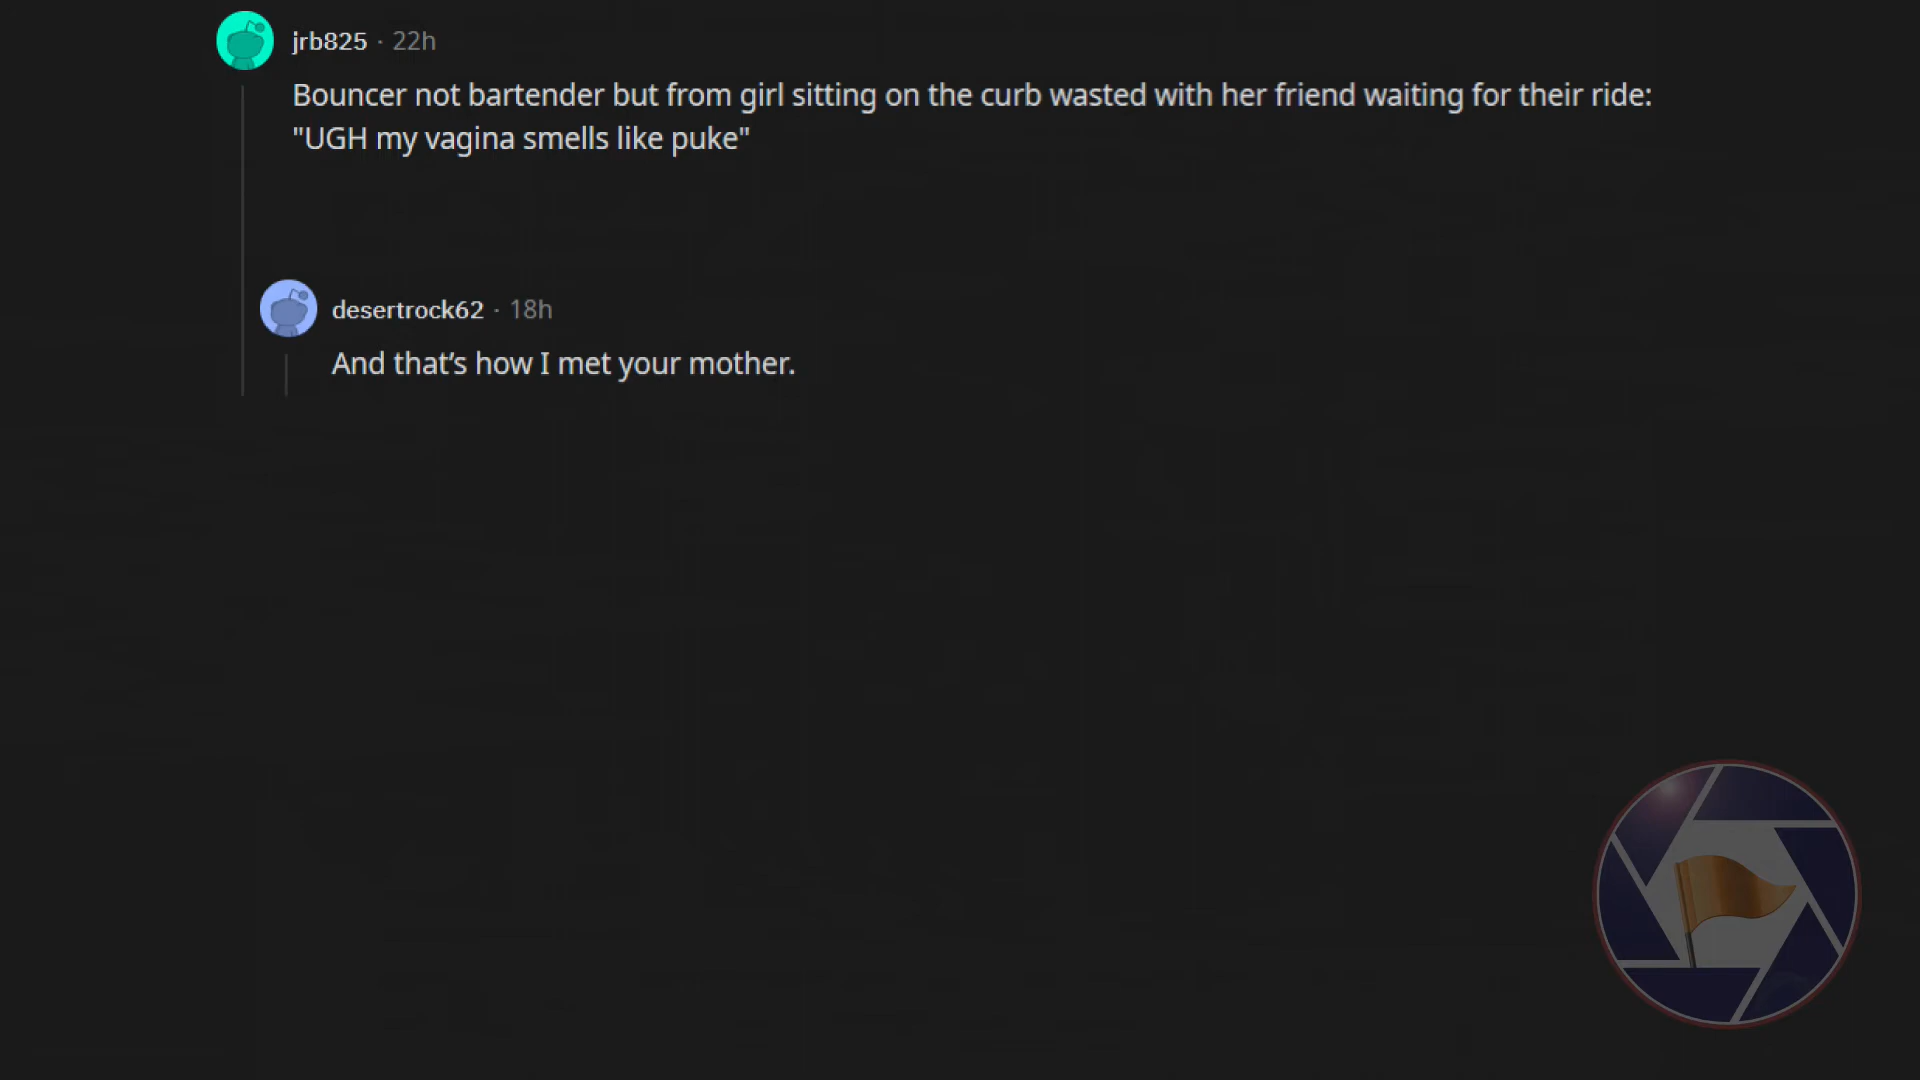 jrb825 · 22h
Bouncer not bartender but from girl sitting on the curb wasted with her friend waiting for their ride:
"UGH my vagina smells like puke"
desertrock62 · 18h
And that’s how I met your mother.